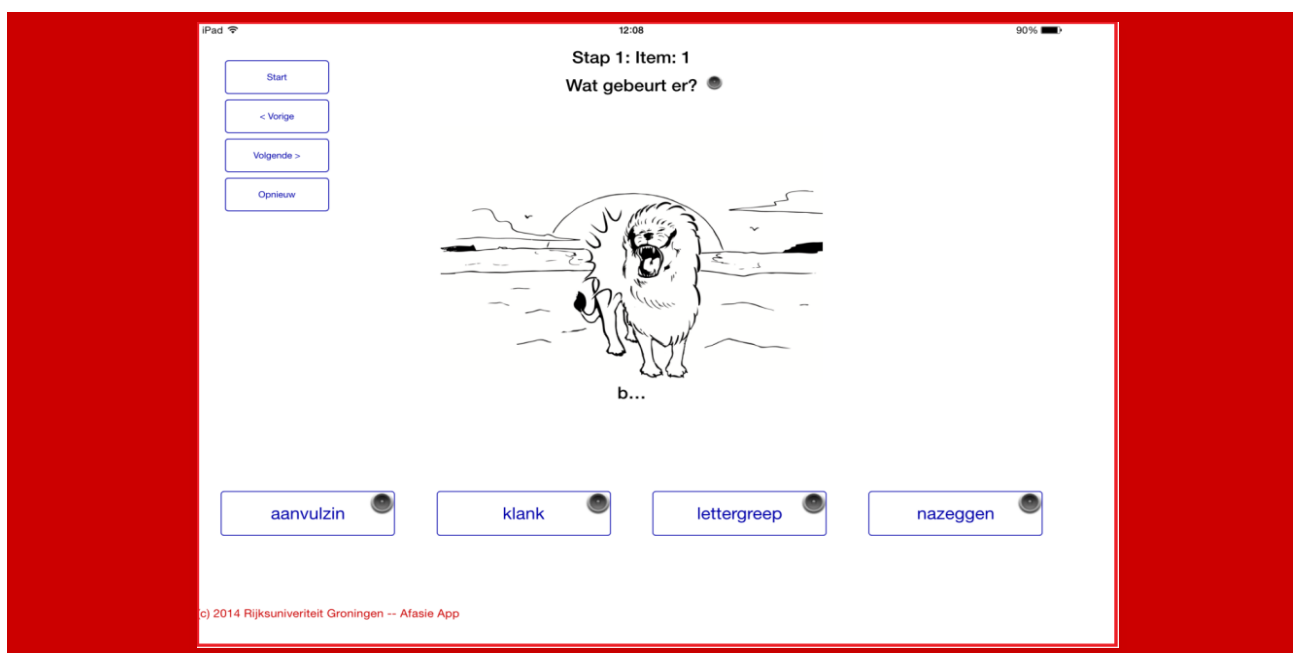 iPad 12:08 90%
Stap 1: Item: 1
Wat gebeurt er?
Start
< Vorige
Volgende >
Opnieuw
b...
aanvulzin klank lettergreep nazeggen
c) 2014 Rijksuniveriteit Groningen -- Afasie App